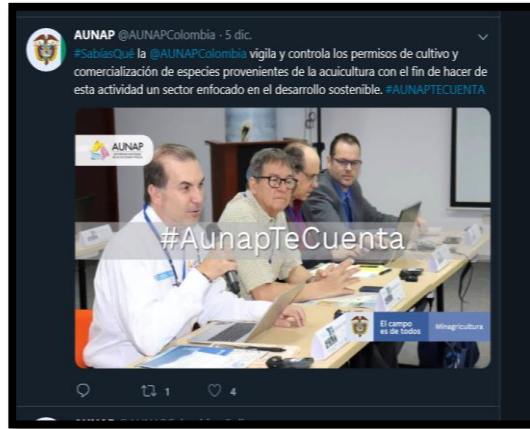 AUNAP @AUNAPColombia · 5 dic.
#SabíasQué la @AUNAPColombia vigila y controla los permisos de cultivo y
comercialización de especies provenientes de la acuicultura con el fin de hacer de
esta actividad un sector enfocado en el desarrollo sostenible. #AUNAPTECUENTA
AUNAP
#AunapTeCuenta
El campo
es de todos
Minagricultura
1
4